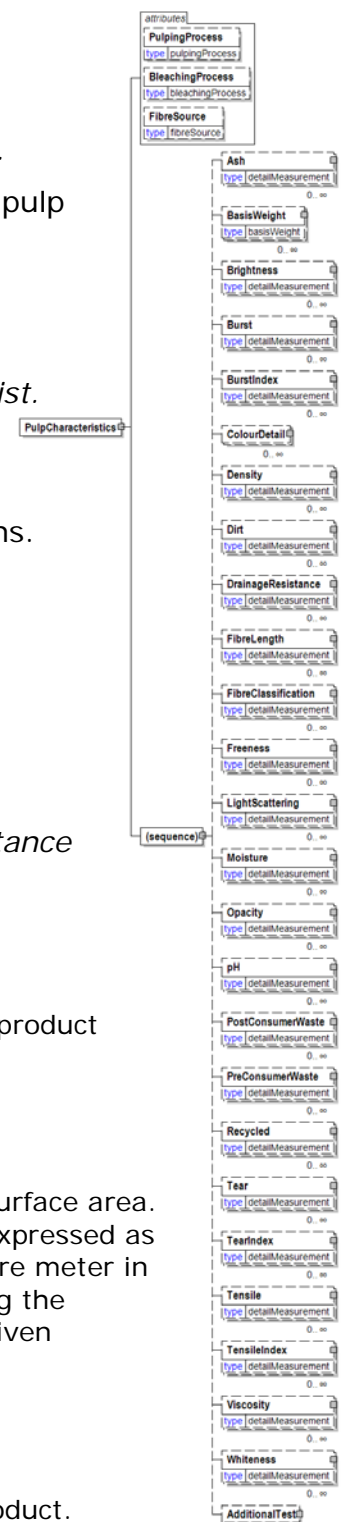 pulp
ist.
ns.
tance
product
urface area.
expressed as
re meter in
g the
iven
oduct.
PulpCharacteristics
attributes
PulpingProcess
type pulpingProcess
BleachingProcess
type bleachingProcess
FibreSource
type fibreSource
(sequence)
Ash
type detailMeasurement
0..∞
BasisWeight
type basisWeight
0..∞
Brightness
type detailMeasurement
0..∞
Burst
type detailMeasurement
0..∞
BurstIndex
type detailMeasurement
0..∞
ColourDetail
0..∞
Density
type detailMeasurement
0..∞
Dirt
type detailMeasurement
0..∞
DrainageResistance
type detailMeasurement
0..∞
FibreLength
type detailMeasurement
0..∞
FibreClassification
type detailMeasurement
0..∞
Freeness
type detailMeasurement
0..∞
LightScattering
type detailMeasurement
0..∞
Moisture
type detailMeasurement
0..∞
Opacity
type detailMeasurement
0..∞
pH
type detailMeasurement
0..∞
PostConsumerWaste
type detailMeasurement
0..∞
PreConsumerWaste
type detailMeasurement
0..∞
Recycled
type detailMeasurement
0..∞
Tear
type detailMeasurement
0..∞
TearIndex
type detailMeasurement
0..∞
Tensile
type detailMeasurement
0..∞
TensileIndex
type detailMeasurement
0..∞
Viscosity
type detailMeasurement
0..∞
Whiteness
type detailMeasurement
0..∞
AdditionalTest